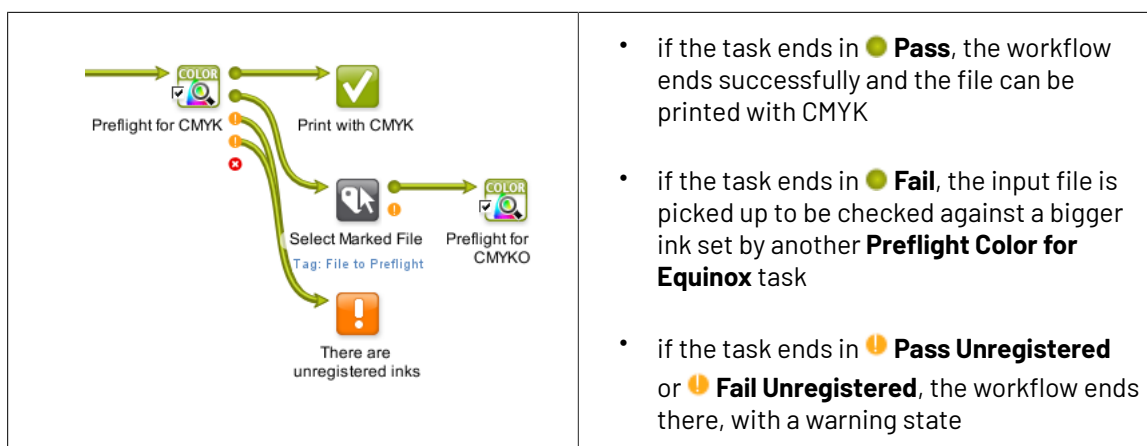 COLOR
Preflight for CMYK
Print with CMYK
COLOR
Select Marked File
Tag: File to Preflight
Preflight for
CMYKO
There are
unregistered inks
• if the task ends in Pass, the workflow
ends successfully and the file can be
printed with CMYK
• if the task ends in Fail, the input file is
picked up to be checked against a bigger
ink set by another Preflight Color for
Equinox task
• if the task ends in Pass Unregistered
or Fail Unregistered, the workflow ends
there, with a warning state